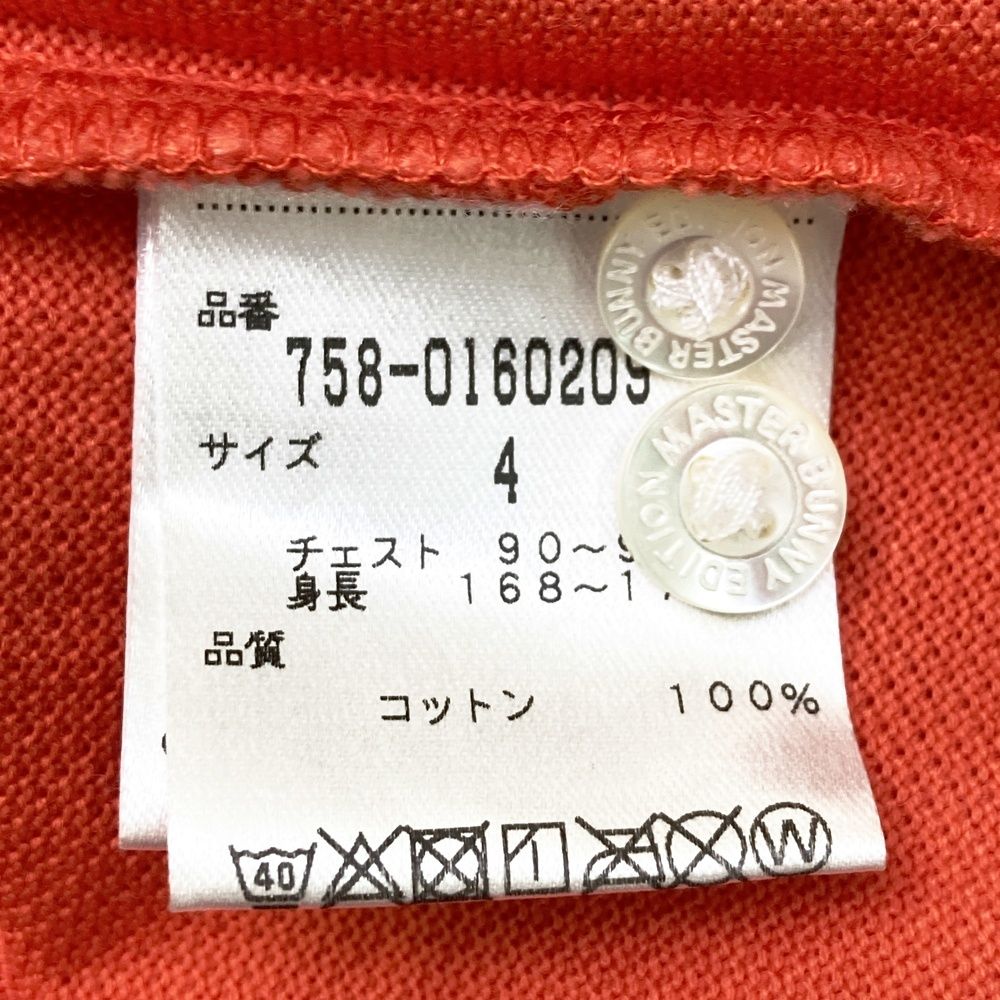 品番
758-0160209
サイズ
4
チェスト 90～9
身長 168～17
品質
コットン 100%
40
W
BUNNY EDITION MASTER
MASTER BUNNY EDITION